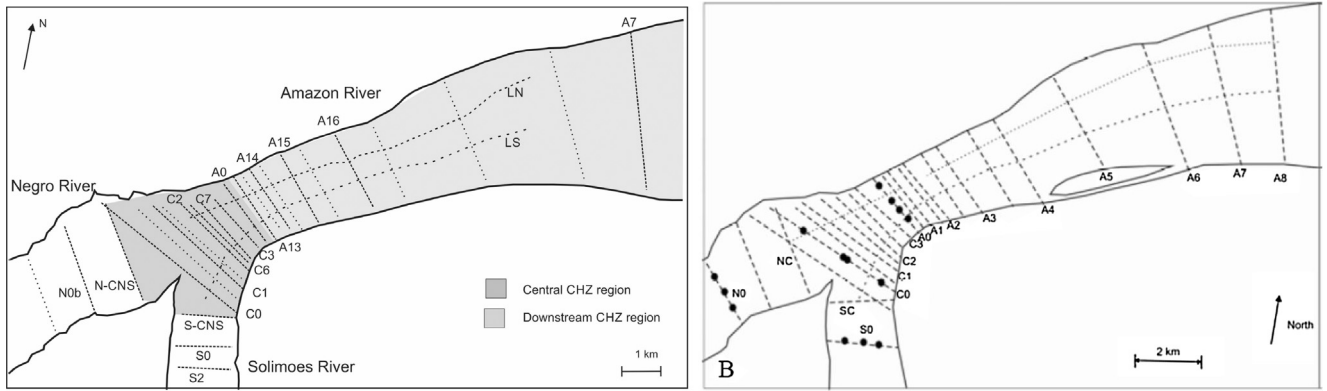 N
A7
Amazon River
LN
A16
A15
LS
A14
A0
Negro River
C7
C2
A13
C3
C6
N-CNS
N0b
C1
C0
Central CHZ region
S-CNS
Downstream CHZ region
S0
Solimoes River
S2
1 km
A5
A6
A7
A8
A4
A3
A2
A1
A0
C3
C2
NC
C1
N0
C0
SC
S0
North
2 km
B